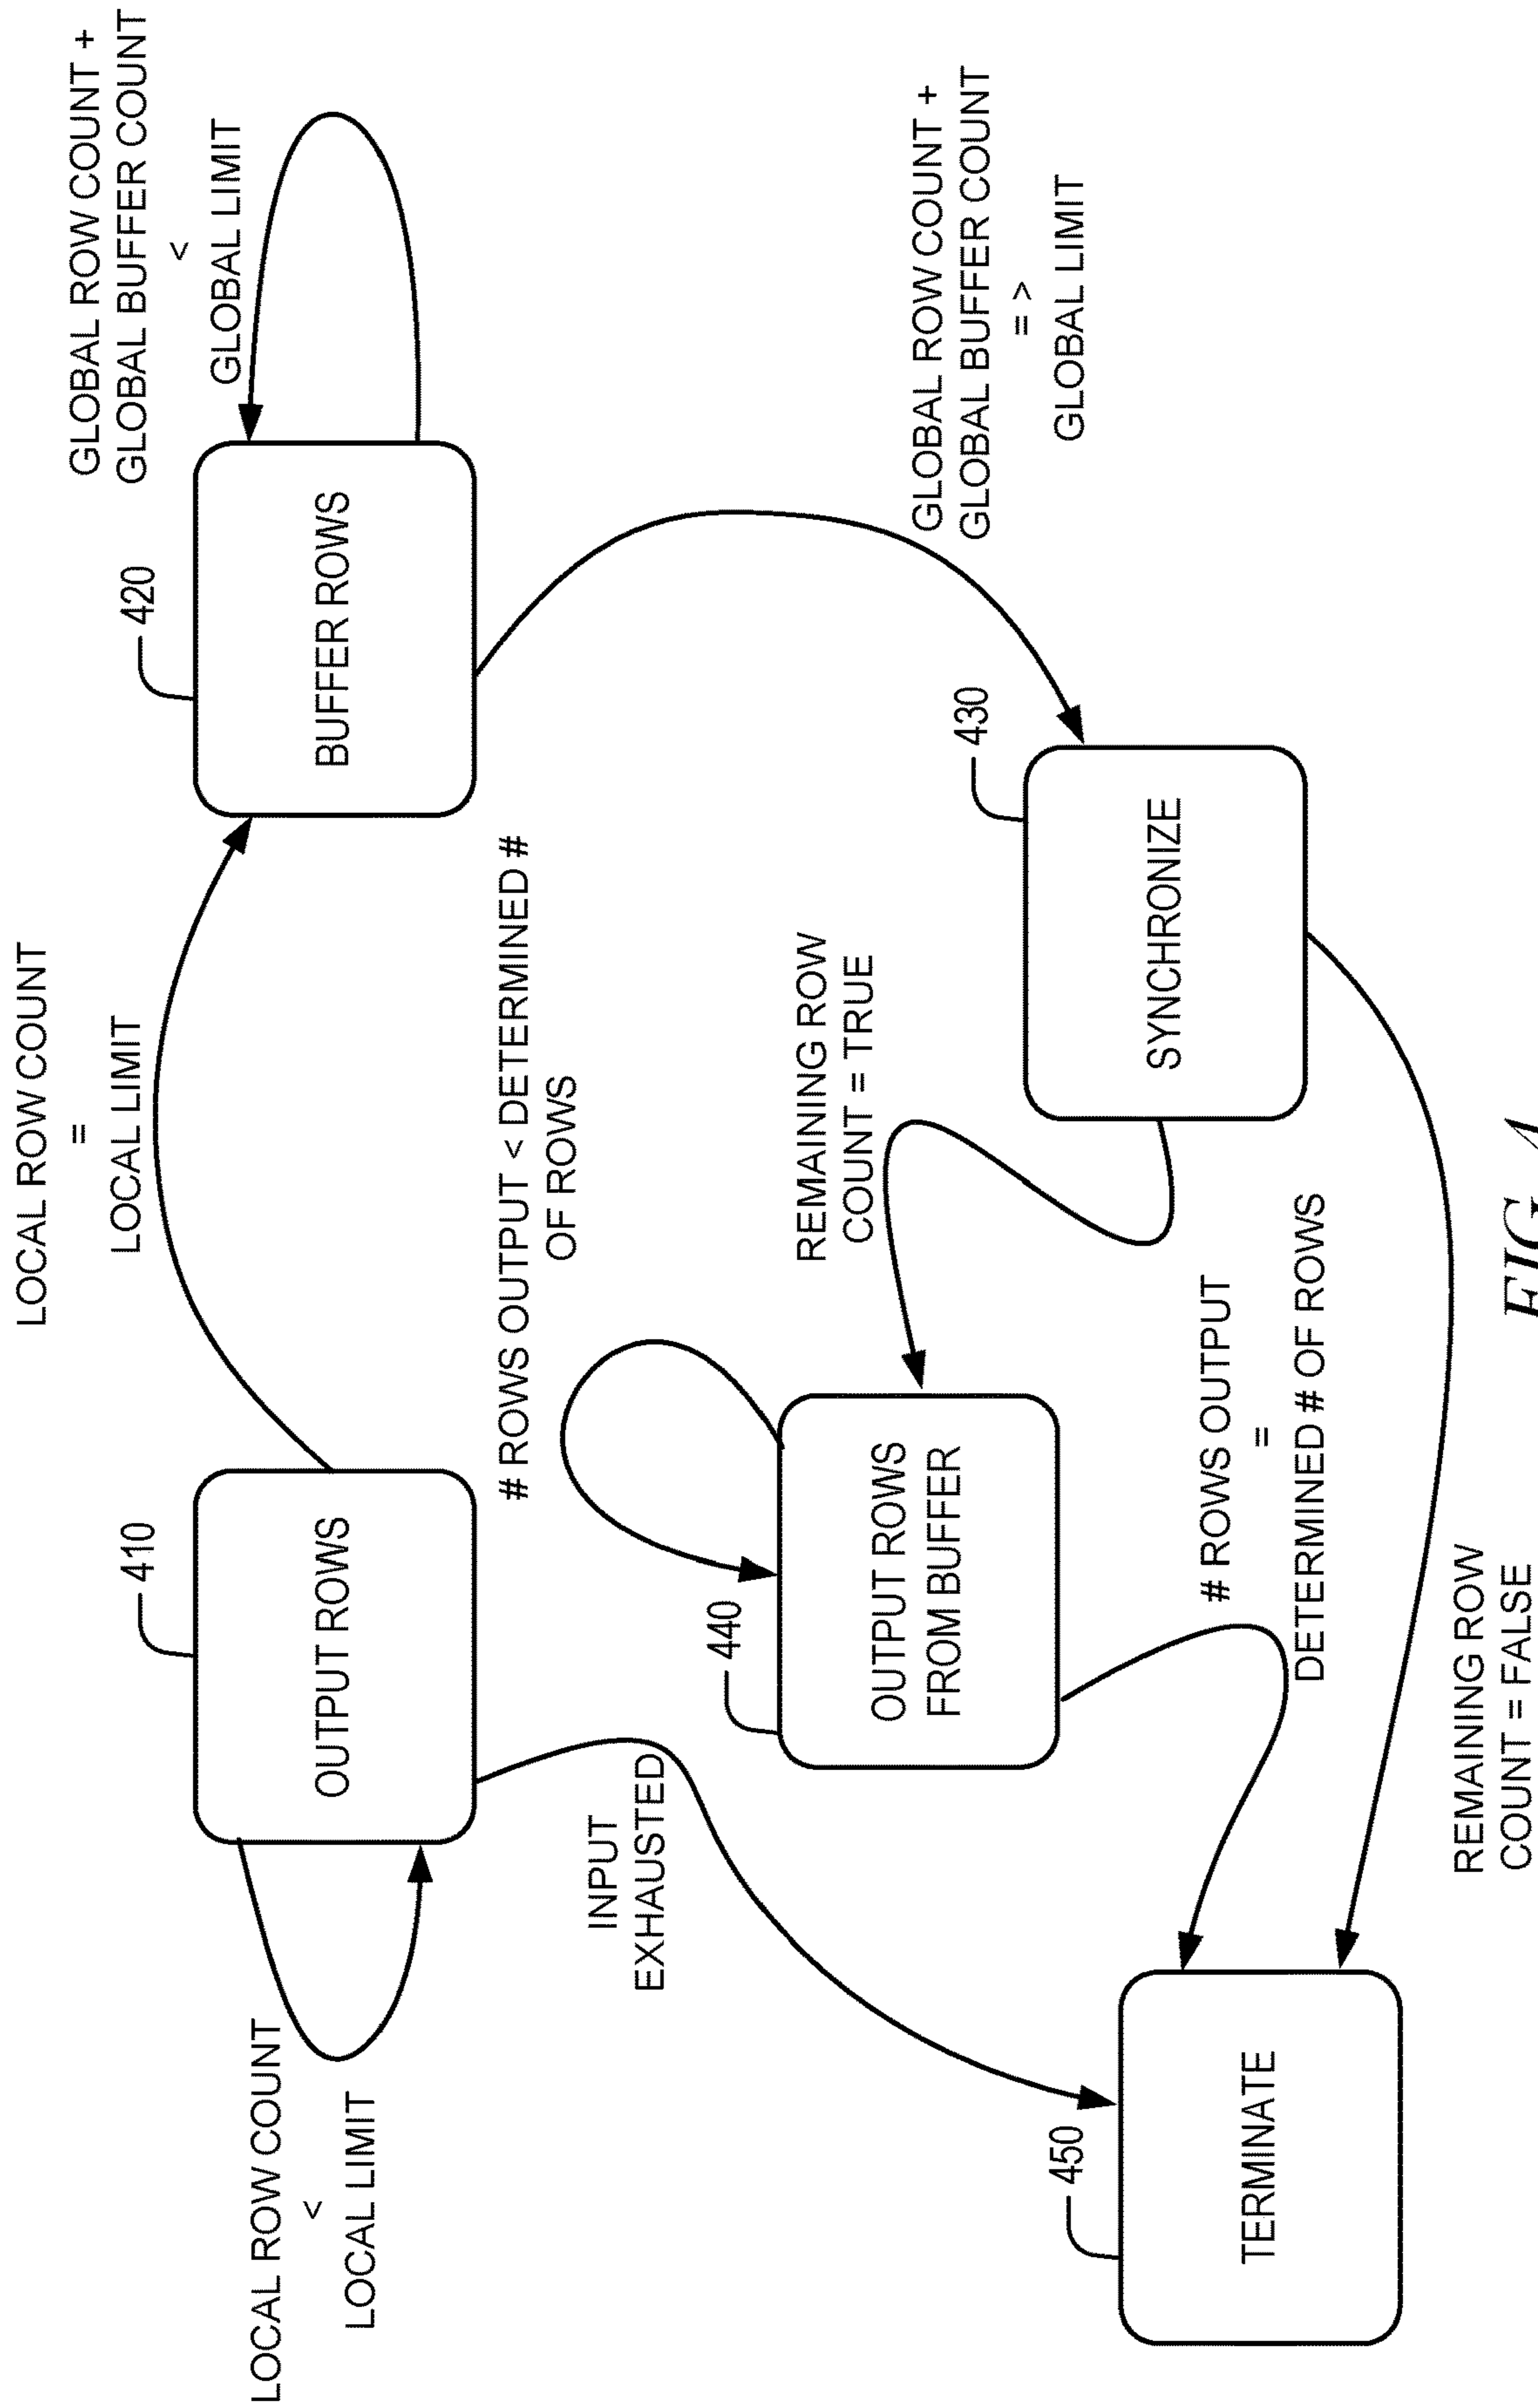 LOCAL ROW COUNT
=
LOCAL LIMIT
GLOBAL ROW COUNT +
GLOBAL BUFFER COUNT
<
GLOBAL LIMIT
410
OUTPUT ROWS
420
BUFFER ROWS
LOCAL ROW COUNT
<
LOCAL LIMIT
# ROWS OUTPUT < DETERMINED #
OF ROWS
INPUT
EXHAUSTED
440
OUTPUT ROWS
FROM BUFFER
REMAINING ROW
COUNT = TRUE
430
SYNCHRONIZE
GLOBAL ROW COUNT +
GLOBAL BUFFER COUNT
= >
GLOBAL LIMIT
450
TERMINATE
# ROWS OUTPUT
=
DETERMINED # OF ROWS
REMAINING ROW
COUNT = FALSE
FIG. 4